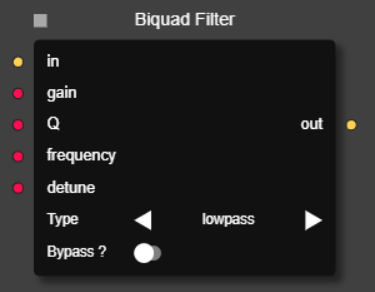 Biquad Filter
in
gain
Q out
frequency
detune
Type lowpass
Bypass ?